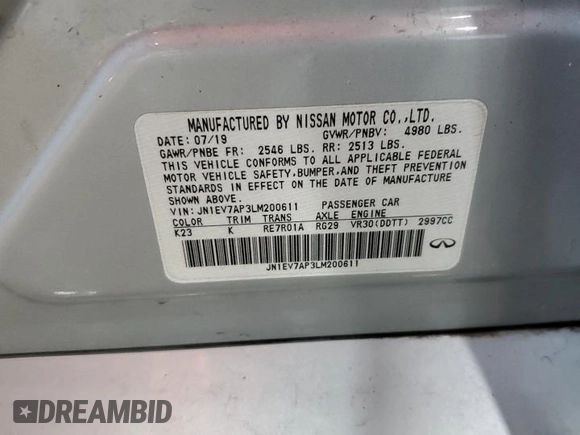 MANUFACTURED BY NISSAN MOTOR CO.,LTD.
DATE: 07/19 GVWR/PNBV: 4980 LBS.
GAWR/PNBE FR: 2546 LBS. RR: 2513 LBS.
THIS VEHICLE CONFORMS TO ALL APPLICABLE FEDERAL
MOTOR VEHICLE SAFETY,BUMPER,AND THEFT PREVENTION
STANDARDS IN EFFECT ON THE DATE OF MANUFACTURE
SHOWN ABOVE.
VIN: JN1EV7AP3LM200611 PASSENGER CAR
COLOR TRIM TRANS AXLE ENGINE
K23 K RE7R01A RG29 VR30(DDTT) 2997CC
JN1EV7AP3LM200611
DREAMBID